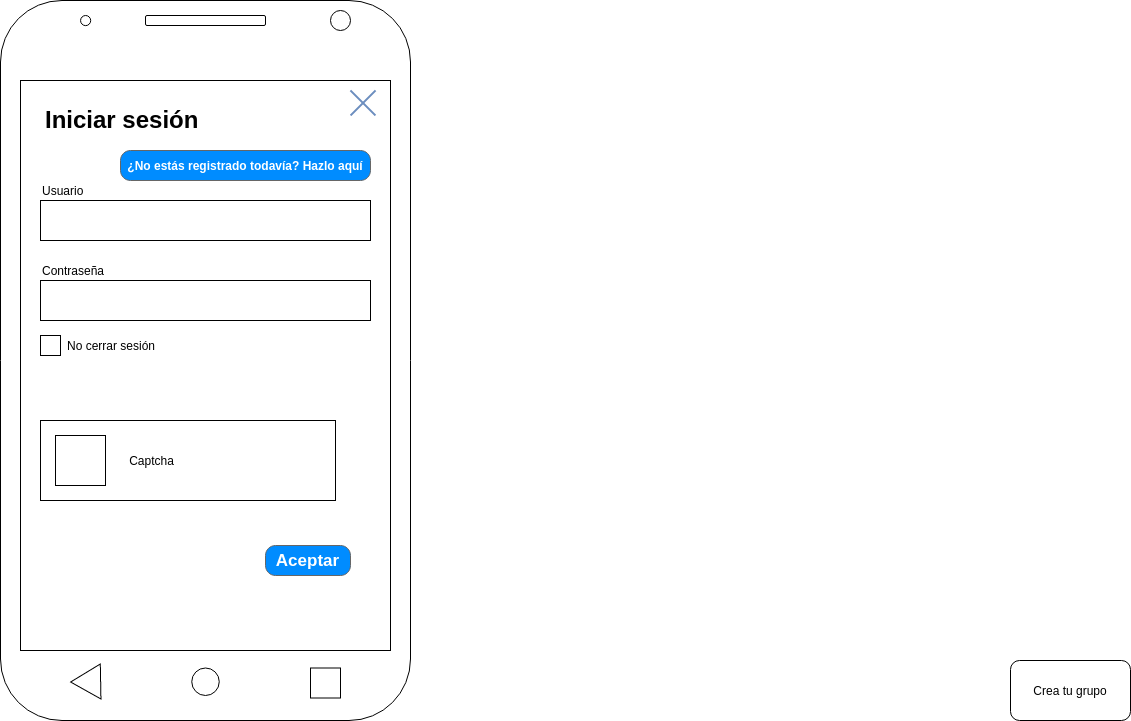 Iniciar sesión
¿No estás registrado todavía? Hazlo aquí
Usuario
Contraseña
No cerrar sesión
Captcha
Aceptar
Crea tu grupo